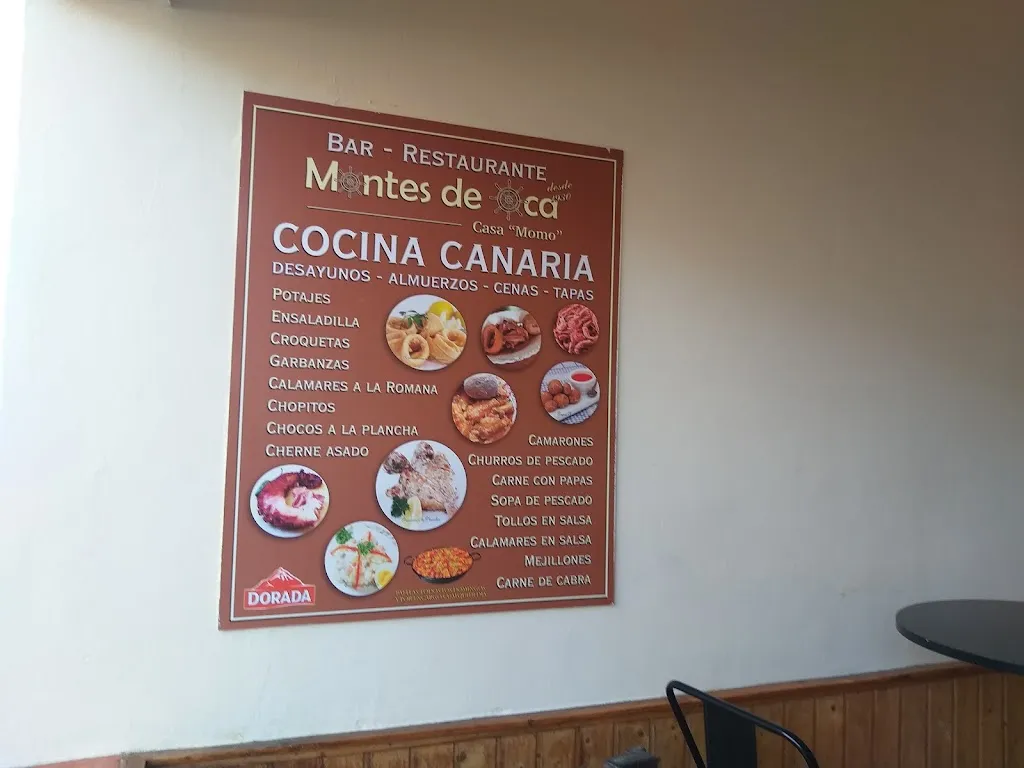 BAR - RESTAURANTE
Montes de Oca
desde
Casa "Momo"
COCINA CANARIA
DESAYUNOS - ALMUERZOS - CENAS - TAPAS
POTAJES
ENSALADILLA
CROQUETAS
GARBANZAS
CALAMARES A LA ROMANA
CHOPITOS
CHOCOS A LA PLANCHA
CHERNE ASADO
CAMARONES
CHURROS DE PESCADO
CARNE CON PAPAS
SOPA DE PESCADO
TOLLOS EN SALSA
CALAMARES EN SALSA
MEJILLONES
CARNE DE CABRA
DORADA